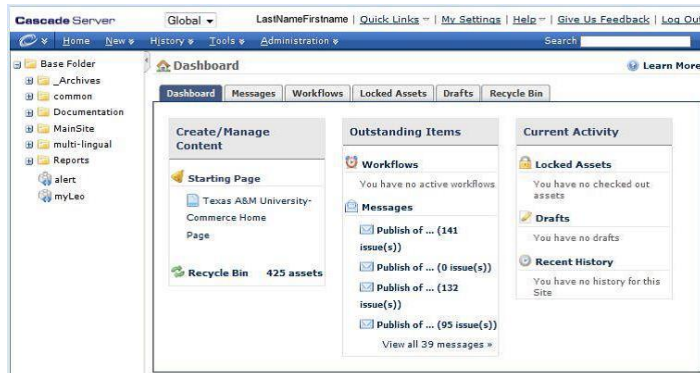 Cascade Server Global LastNameFirstname | Quick Links | My Settings | Help | Give Us Feedback | Log Out
Home New History Tools Administration Search
Base Folder
_Archives
common
Documentation
MainSite
multi-lingual
Reports
alert
myLeo
Dashboard Learn More
Dashboard Messages Workflows Locked Assets Drafts Recycle Bin
Create/Manage
Content
Starting Page
Texas A&M University-
Commerce Home
Page
Recycle Bin 425 assets
Outstanding Items
Workflows
You have no active workflows
Messages
Publish of ... (141
issue(s))
Publish of ... (0 issue(s))
Publish of ... (132
issue(s))
Publish of ... (95 issue(s))
View all 39 messages »
Current Activity
Locked Assets
You have no checked out
assets
Drafts
You have no drafts
Recent History
You have no history for this
Site